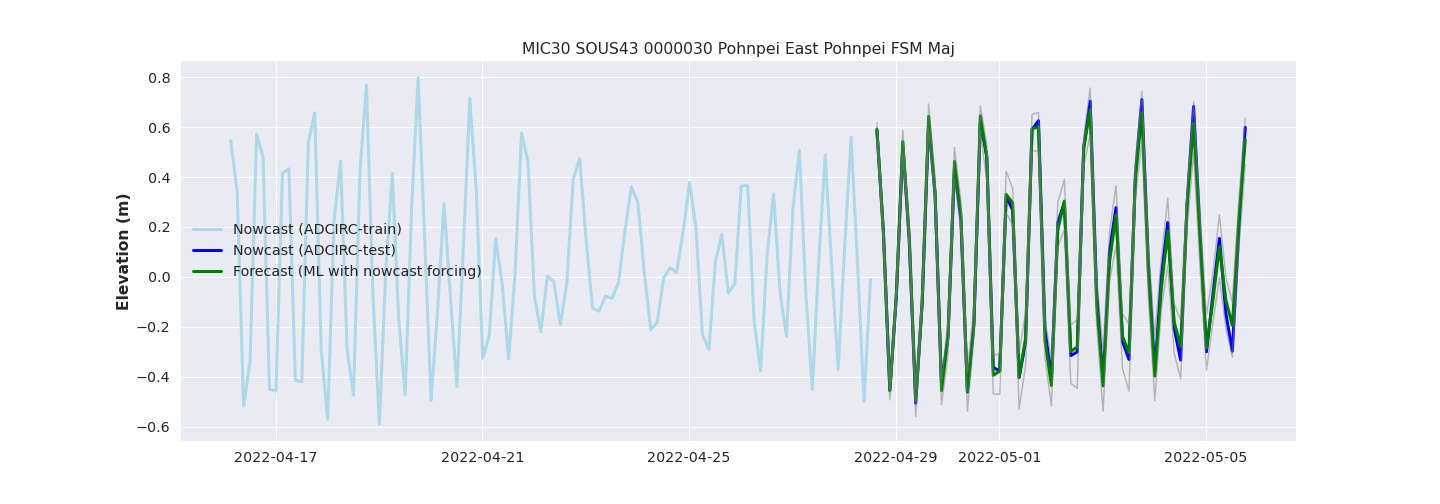 MIC30 SOUS43 0000030 Pohnpei East Pohnpei FSM Maj
Elevation (m)
0.8
0.6
0.4
0.2
0.0
−0.2
−0.4
−0.6
Nowcast (ADCIRC-train)
Nowcast (ADCIRC-test)
Forecast (ML with nowcast forcing)
2022-04-17 2022-04-21 2022-04-25 2022-04-29 2022-05-01 2022-05-05